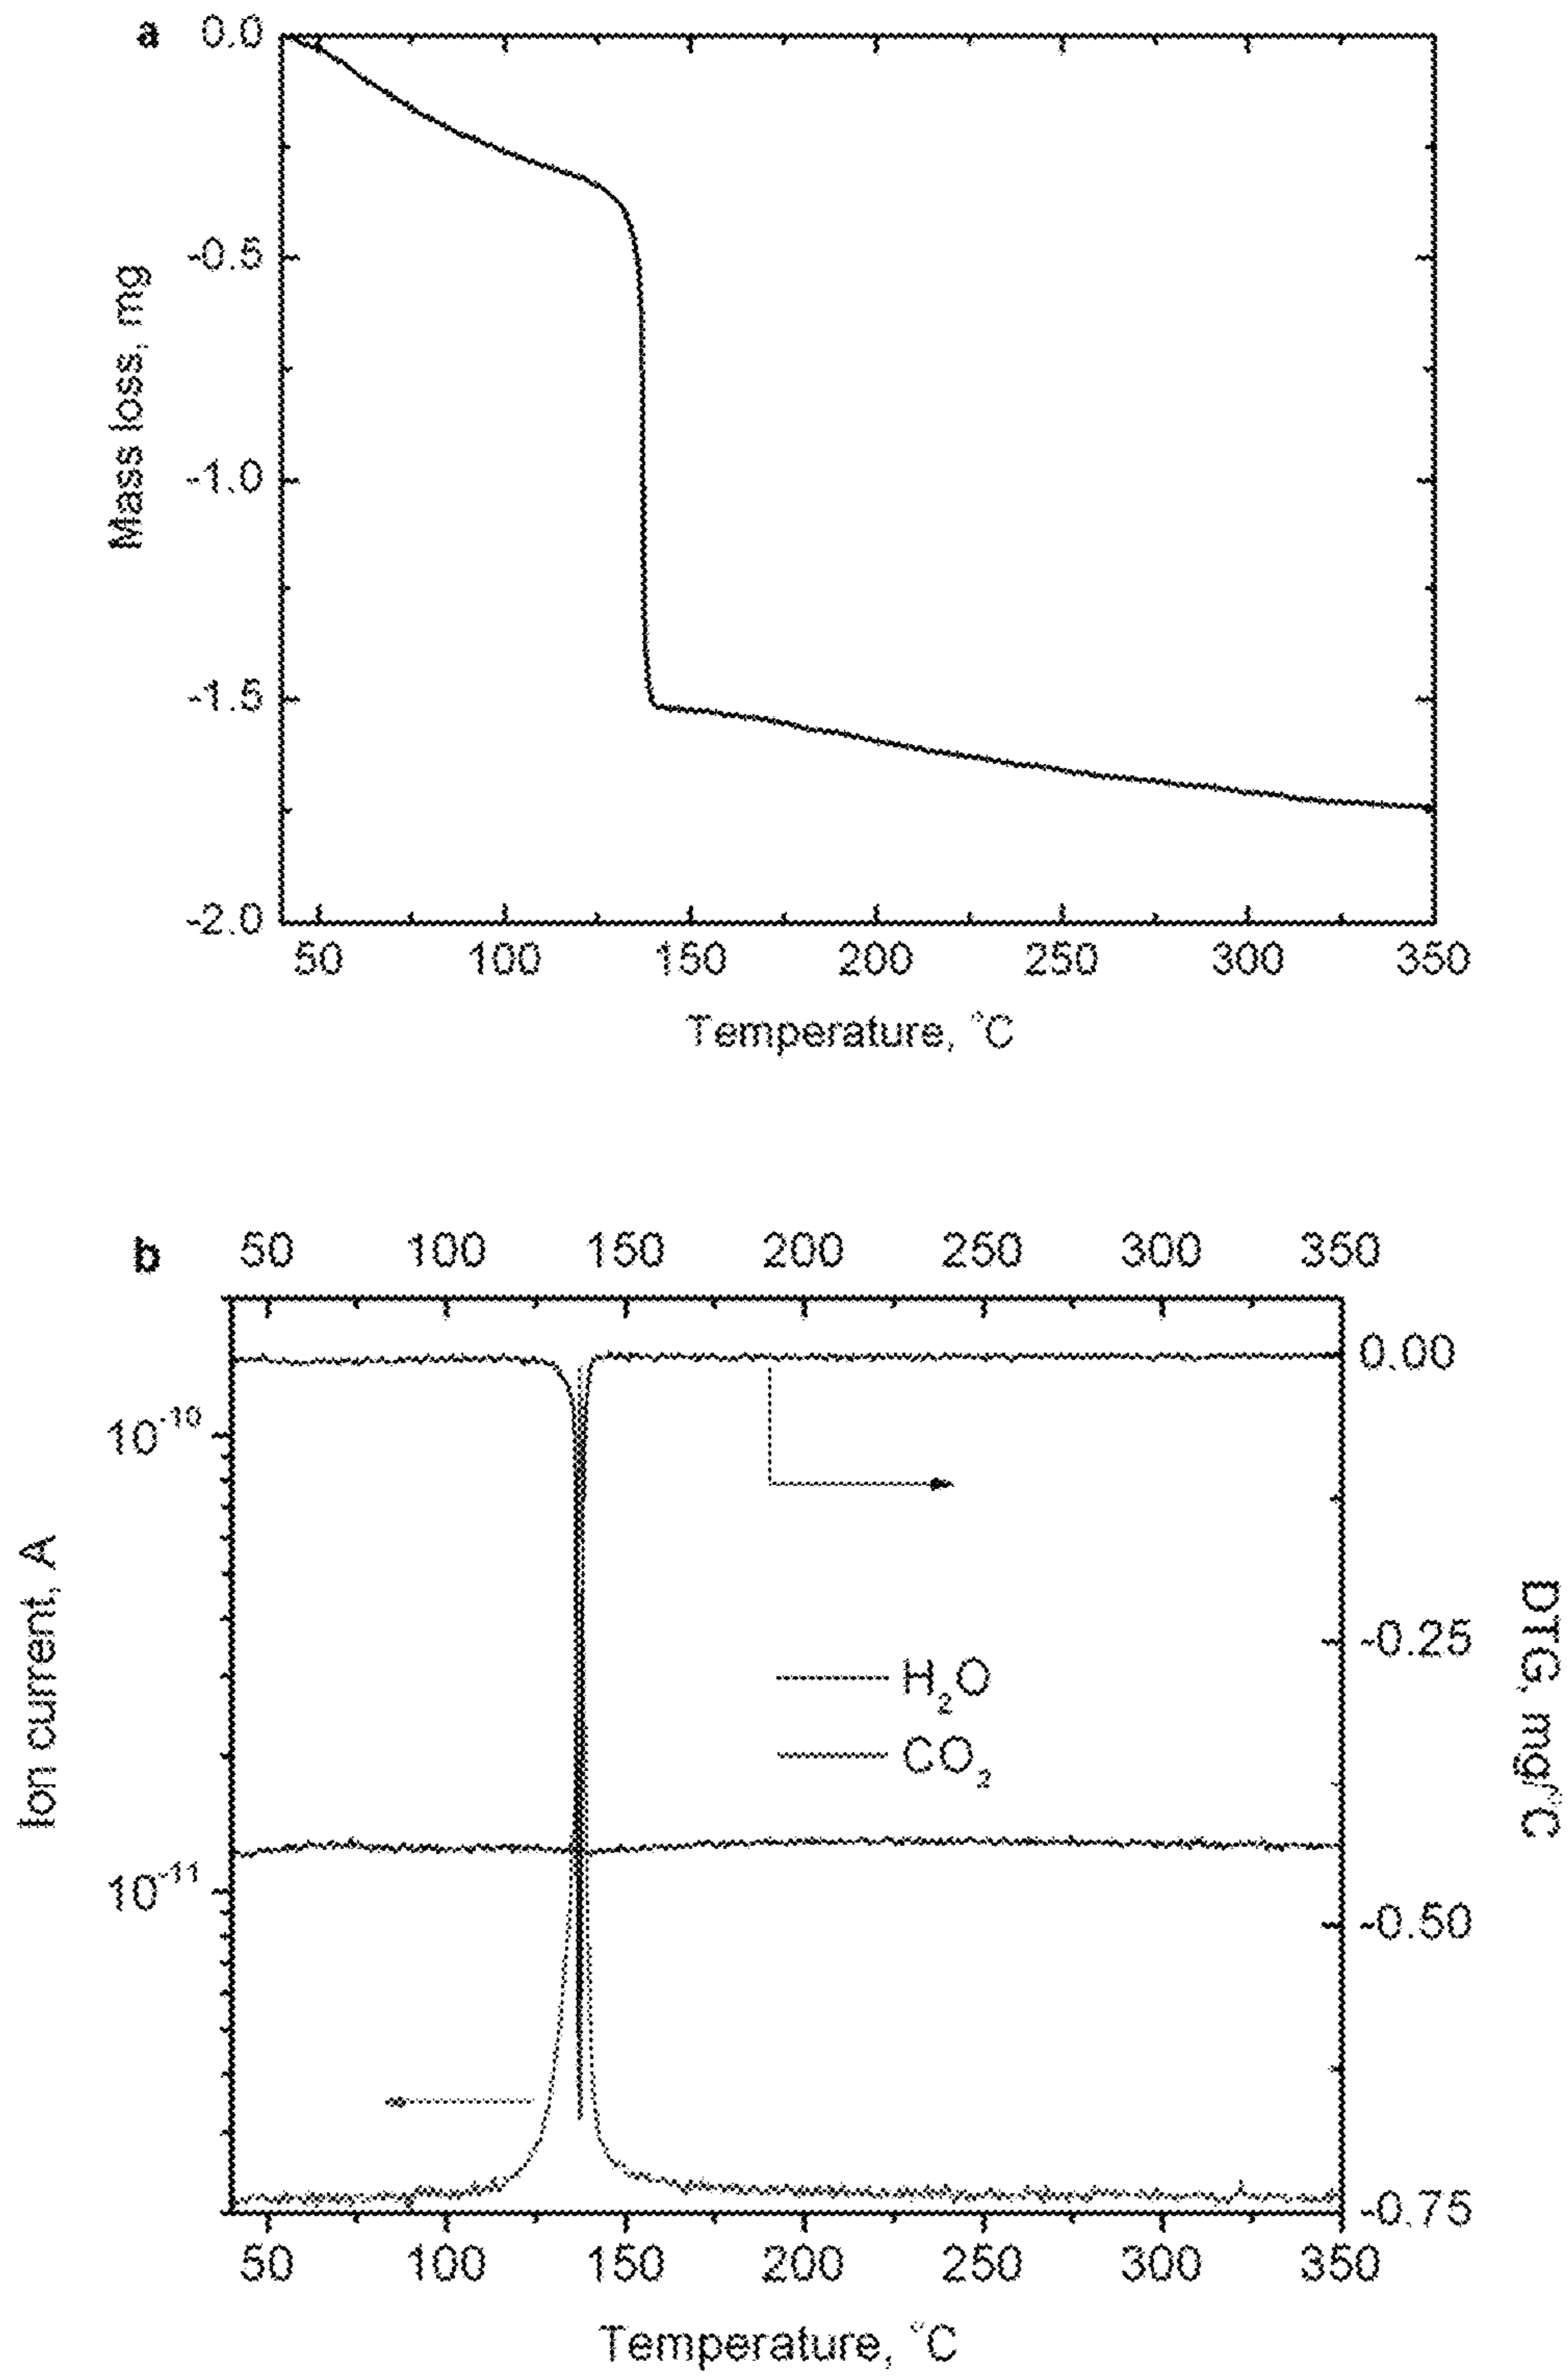 a
0.0
-0.5
-1.0
-1.5
-2.0
Mass loss, mg
50 100 150 200 250 300 350
Temperature, °C
b
50 100 150 200 250 300 350
10-10
10-11
Ion current, A
0.00
-0.25
-0.50
-0.75
DTG, mg/°C
H2O
CO2
50 100 150 200 250 300 350
Temperature, °C